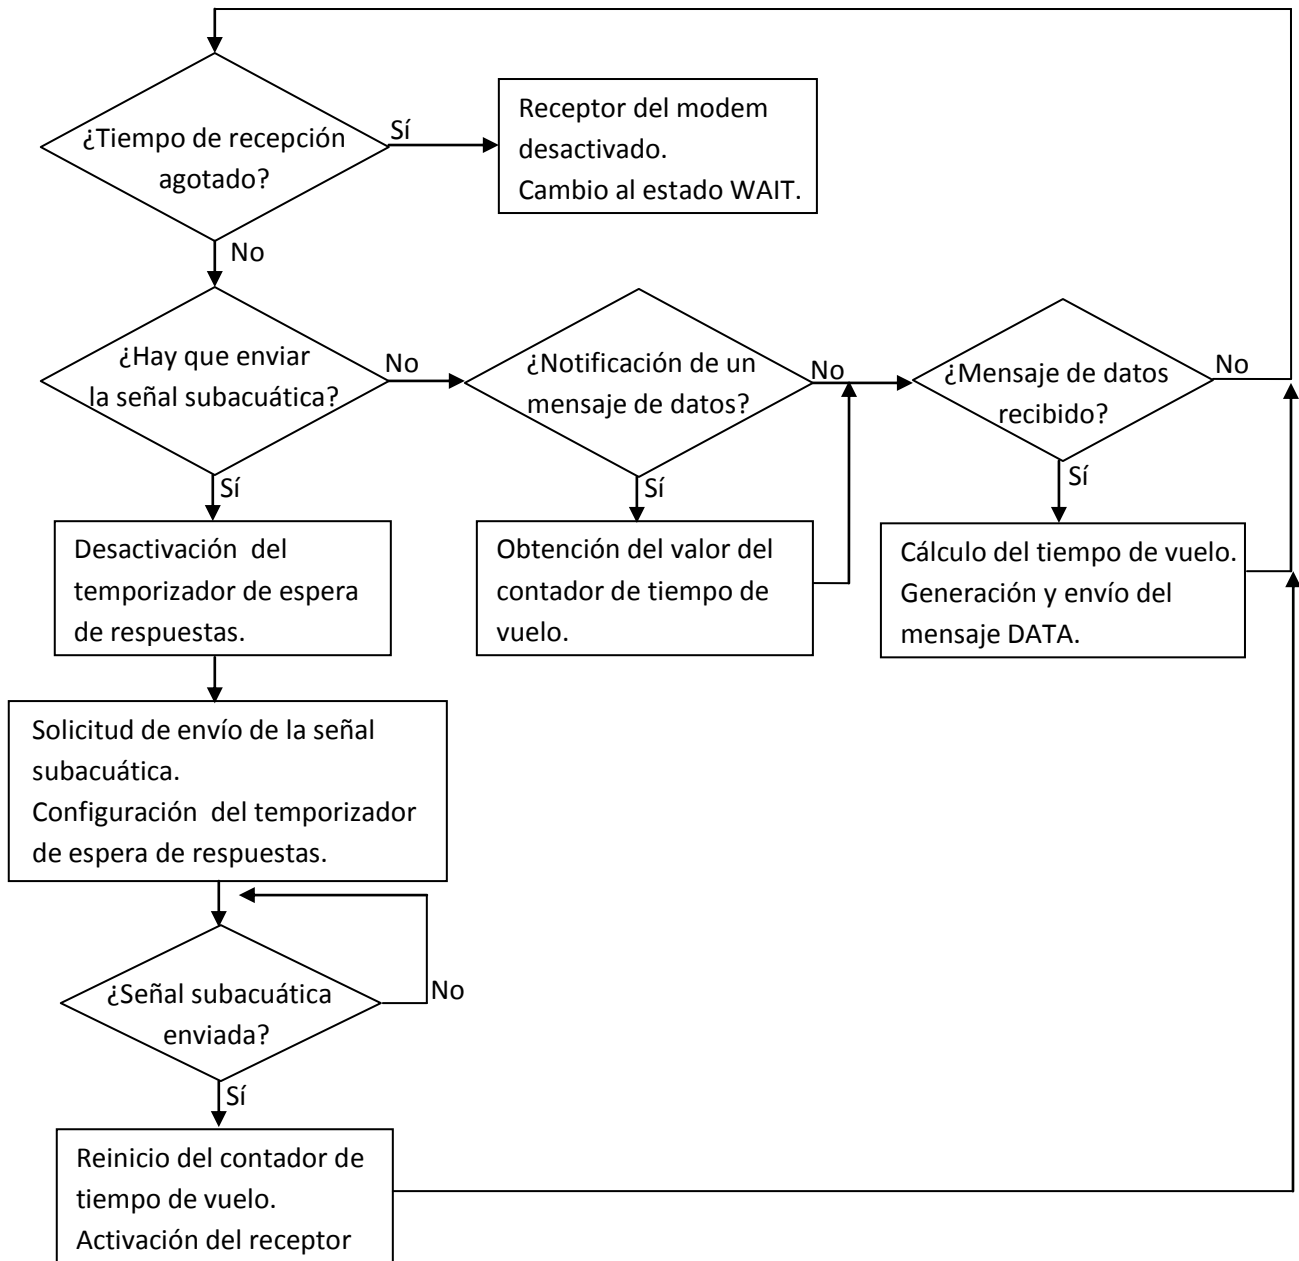 ¿Tiempo de recepción
agotado?
Sí
Receptor del modem
desactivado.
Cambio al estado WAIT.
No
¿Hay que enviar
la señal subacuática?
No
¿Notificación de un
mensaje de datos?
No
¿Mensaje de datos
recibido?
No
Sí
Sí
Sí
Desactivación del
temporizador de espera
de respuestas.
Obtención del valor del
contador de tiempo de
vuelo.
Cálculo del tiempo de vuelo.
Generación y envío del
mensaje DATA.
Solicitud de envío de la señal
subacuática.
Configuración del temporizador
de espera de respuestas.
¿Señal subacuática
enviada?
No
Sí
Reinicio del contador de
tiempo de vuelo.
Activación del receptor